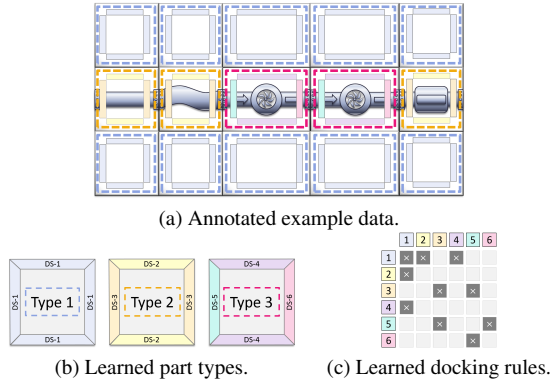 (a) Annotated example data.
DS-1
DS-1
Type 1
DS-1
DS-1
DS-2
DS-3
Type 2
DS-3
DS-2
DS-4
DS-5
Type 3
DS-6
DS-4
(b) Learned part types.
1 2 3 4 5 6
1 × × ×
2 ×
3 × ×
4 ×
5 × ×
6 ×
(c) Learned docking rules.